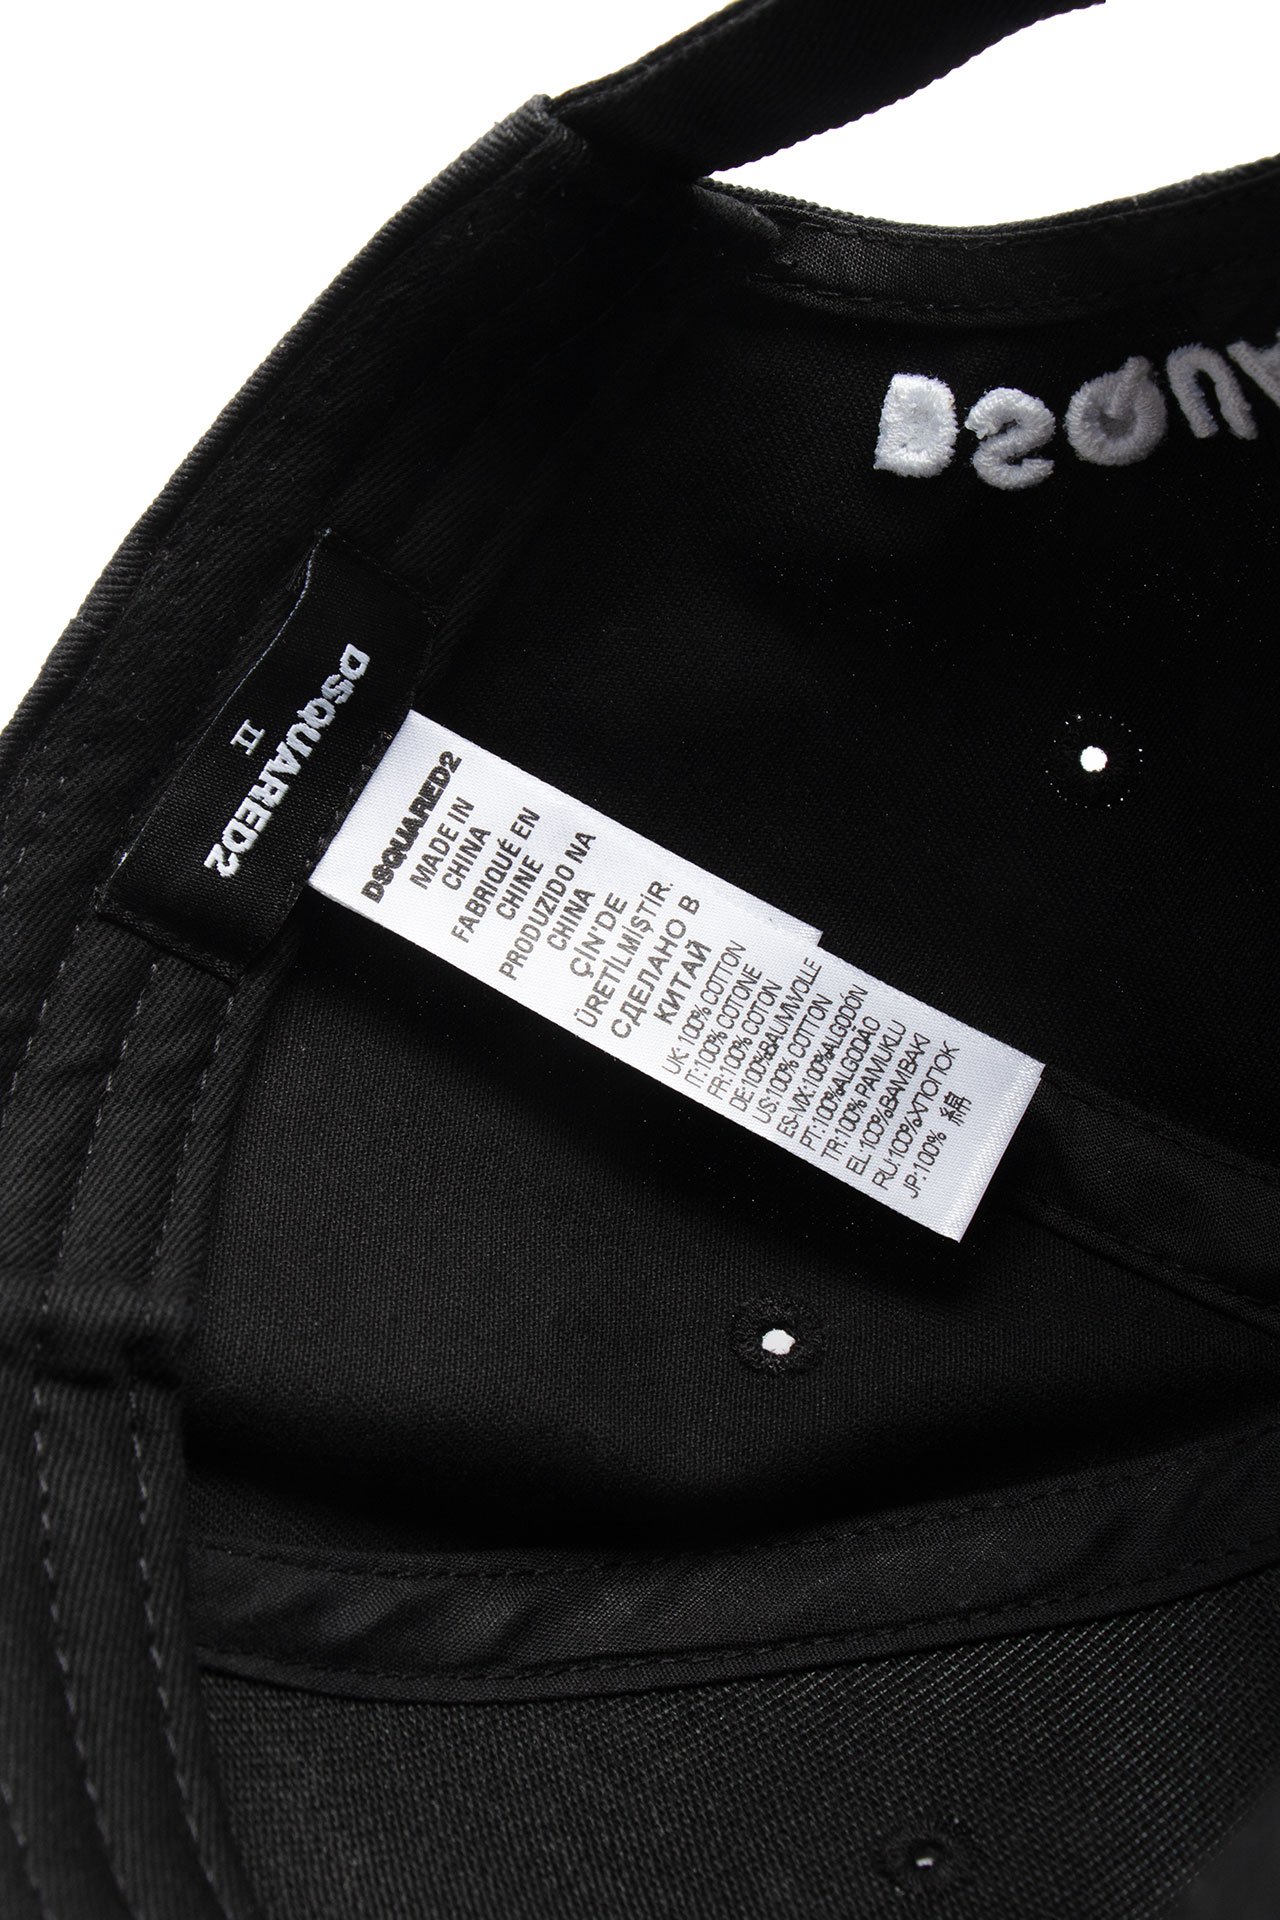 DSQUARED2
II
DSQUARED2
MADE IN
CHINA
FABRIQUÉ EN
CHINE
PRODUZIDO NA
CHINA
ÇİN'DE
ÜRETİLMİŞTİR.
СДЕЛАНО В
КИТАЙ
UK:100% COTTON
IT:100% COTONE
FR:100% COTON
DE:100%BAUMWOLLE
US:100% COTTON
ES-MX:100%ALGODÓN
PT:100%ALGODÃO
TR:100% PAMUKLU
EL:100%BAMBAKI
RU:100%ХЛОПОК
JP:100% 綿